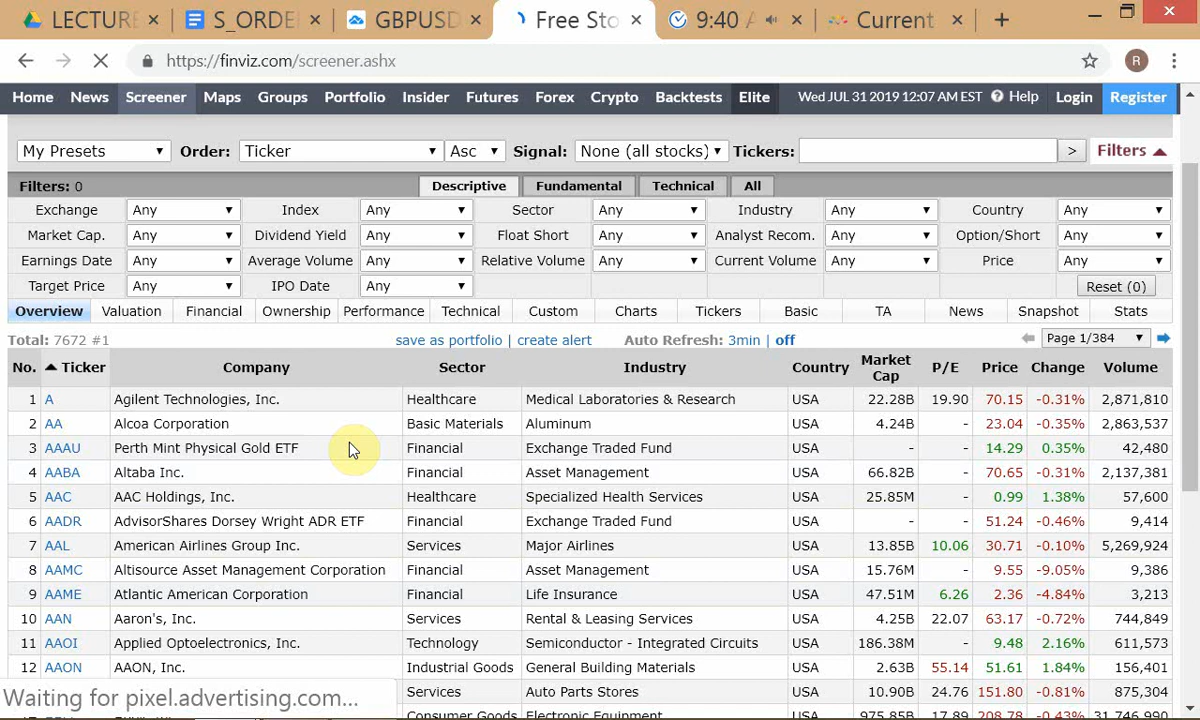 LECTURE × S_ORDE × GBPUSD × Free Sto × 9:40 A × Current × +
https://finviz.com/screener.ashx R
Home News Screener Maps Groups Portfolio Insider Futures Forex Crypto Backtests Elite Wed JUL 31 2019 12:07 AM EST Help Login Register
My Presets Order: Ticker Asc Signal: None (all stocks) Tickers: > Filters
Filters: 0 Descriptive Fundamental Technical All
Exchange Any Index Any Sector Any Industry Any Country Any
Market Cap. Any Dividend Yield Any Float Short Any Analyst Recom. Any Option/Short Any
Earnings Date Any Average Volume Any Relative Volume Any Current Volume Any Price Any
Target Price Any IPO Date Any Reset (0)
Overview Valuation Financial Ownership Performance Technical Custom Charts Tickers Basic TA News Snapshot Stats
Total: 7672 #1 save as portfolio | create alert Auto Refresh: 3min | off Page 1/384
No. Ticker Company Sector Industry Country Market Cap P/E Price Change Volume
1 A Agilent Technologies, Inc. Healthcare Medical Laboratories & Research USA 22.28B 19.90 70.15 -0.31% 2,871,810
2 AA Alcoa Corporation Basic Materials Aluminum USA 4.24B - 23.04 -0.35% 2,863,537
3 AAAU Perth Mint Physical Gold ETF Financial Exchange Traded Fund USA - - 14.29 0.35% 42,480
4 AABA Altaba Inc. Financial Asset Management USA 66.82B - 70.65 -0.31% 2,137,381
5 AAC AAC Holdings, Inc. Healthcare Specialized Health Services USA 25.85M - 0.99 1.38% 57,600
6 AADR AdvisorShares Dorsey Wright ADR ETF Financial Exchange Traded Fund USA - - 51.24 -0.46% 9,414
7 AAL American Airlines Group Inc. Services Major Airlines USA 13.85B 10.06 30.71 -0.10% 5,269,924
8 AAMC Altisource Asset Management Corporation Financial Asset Management USA 15.76M - 9.55 -9.05% 9,386
9 AAME Atlantic American Corporation Financial Life Insurance USA 47.51M 6.26 2.36 -4.84% 3,213
10 AAN Aaron's, Inc. Services Rental & Leasing Services USA 4.25B 22.07 63.17 -0.72% 744,849
11 AAOI Applied Optoelectronics, Inc. Technology Semiconductor - Integrated Circuits USA 186.38M - 9.48 2.16% 611,573
12 AAON AAON, Inc. Industrial Goods General Building Materials USA 2.63B 55.14 51.61 1.84% 156,401
Services Auto Parts Stores USA 10.90B 24.76 151.80 -0.81% 875,304
Waiting for pixel.advertising.com...
Consumer Goods Electronic Equipment USA 975.85B 17.89 208.78 -0.43% 31,746,990